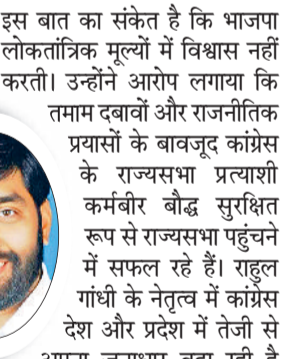 इस बात का संकेत है कि भाजपा
लोकतांत्रिक मूल्यों में विश्वास नहीं
करती। उन्होंने आरोप लगाया कि
तमाम दबावों और राजनीतिक
प्रयासों के बावजूद कांग्रेस
के राज्यसभा प्रत्याशी
कर्मबीर बौद्ध सुरक्षित
रूप से राज्यसभा पहुंचने
में सफल रहे हैं। राहुल
गांधी के नेतृत्व में कांग्रेस
देश और प्रदेश में तेजी से